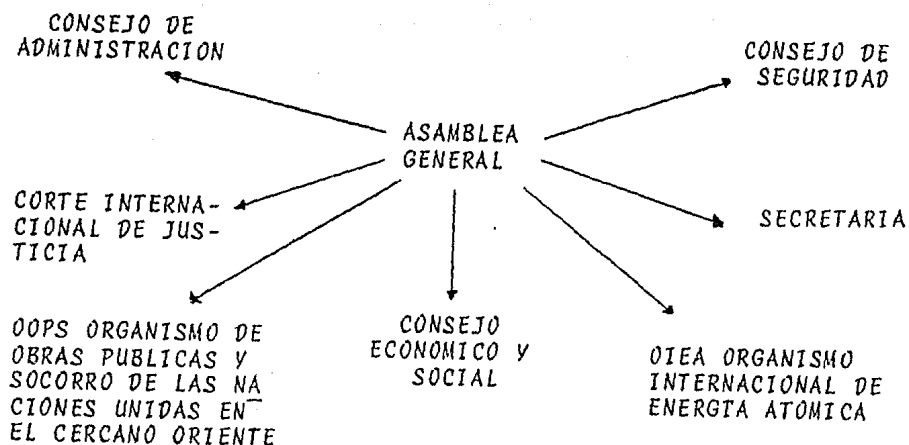 CONSEJO DE
ADMINISTRACION
CONSEJO DE
SEGURIDAD
ASAMBLEA
GENERAL
CORTE INTERNA-
CIONAL DE JUS-
TICIA
SECRETARIA
OOPS ORGANISMO DE
OBRAS PUBLICAS Y
SOCORRO DE LAS NA
CIONES UNIDAS EN
EL CERCANO ORIENTE
CONSEJO
ECONOMICO Y
SOCIAL
OIEA ORGANISMO
INTERNACIONAL DE
ENERGIA ATOMICA